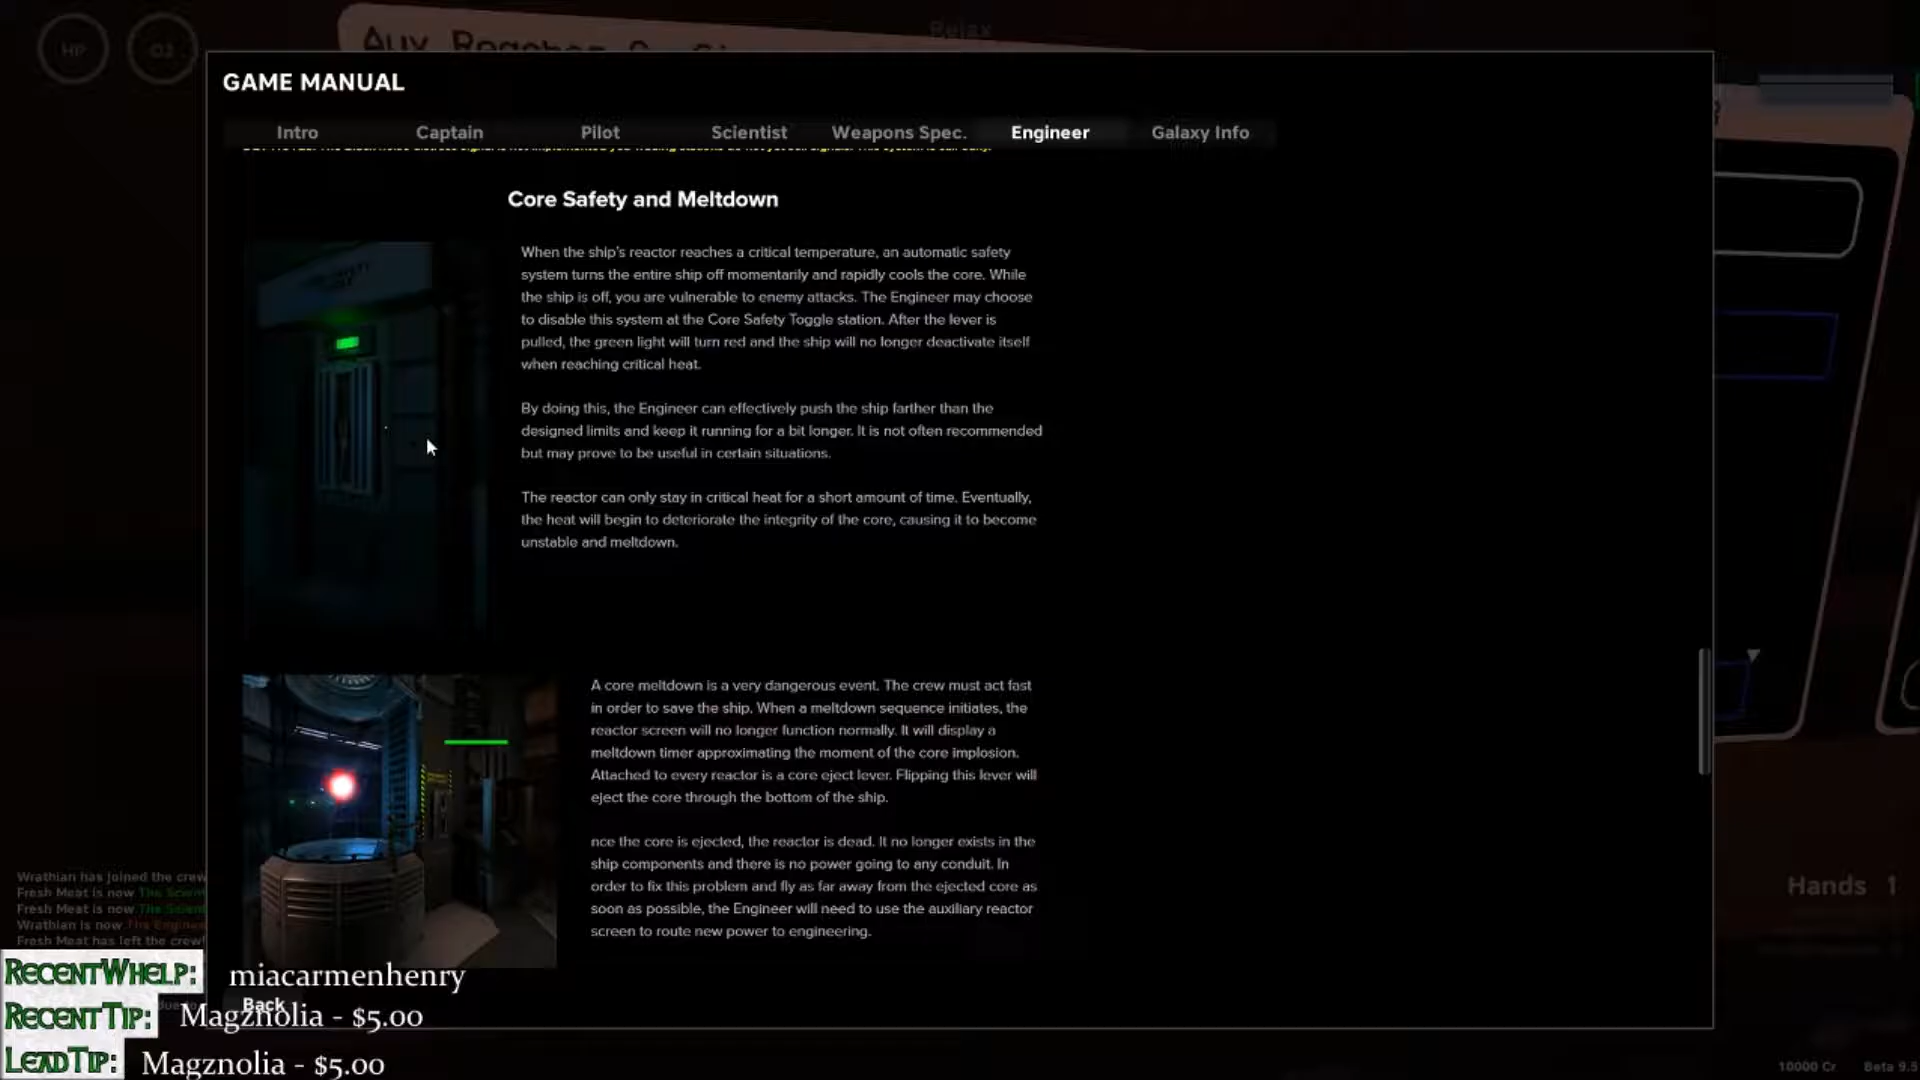 HP
O2
Relax
GAME MANUAL
Intro
Captain
Pilot
Scientist
Weapons Spec.
Engineer
Galaxy Info
Core Safety and Meltdown
When the ship's reactor reaches a critical temperature, an automatic safety
system turns the entire ship off momentarily and rapidly cools the core. While
the ship is off, you are vulnerable to enemy attacks. The Engineer may choose
to disable this system at the Core Safety Toggle station. After the lever is
pulled, the green light will turn red and the ship will no longer deactivate itself
when reaching critical heat.
By doing this, the Engineer can effectively push the ship farther than the
designed limits and keep it running for a bit longer. It is not often recommended
but may prove to be useful in certain situations.
The reactor can only stay in critical heat for a short amount of time. Eventually,
the heat will begin to deteriorate the integrity of the core, causing it to become
unstable and meltdown.
A core meltdown is a very dangerous event. The crew must act fast
in order to save the ship. When a meltdown sequence initiates, the
reactor screen will no longer function normally. It will display a
meltdown timer approximating the moment of the core implosion.
Attached to every reactor is a core eject lever. Flipping this lever will
eject the core through the bottom of the ship.
nce the core is ejected, the reactor is dead. It no longer exists in the
ship components and there is no power going to any conduit. In
order to fix this problem and fly as far away from the ejected core as
soon as possible, the Engineer will need to use the auxiliary reactor
screen to route new power to engineering.
Wrathian has joined the crew
Fresh Meat is now The Scient
Fresh Meat is now The Scient
Wrathian is now The Enginee
Fresh Meat has left the crew!
Hands 1
RecentWhelp: miacarmenhenry
Back
RecentTip: Magznolia - $5.00
LeadTip: Magznolia - $5.00
10000 Cr
Beta 9.5